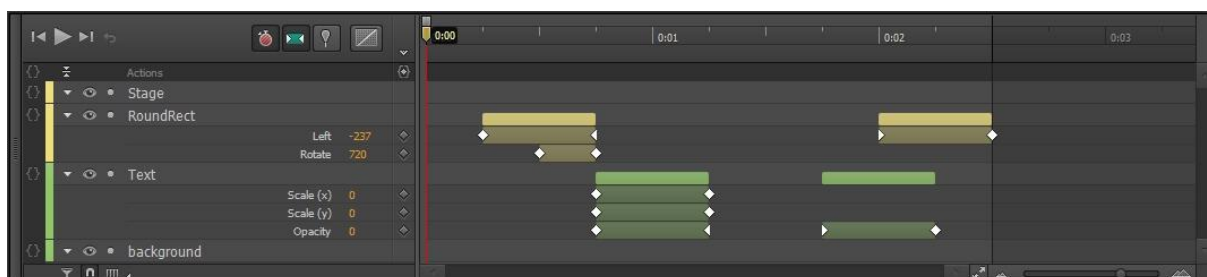 0:00 0:01 0:02 0:03
Actions
Stage
RoundRect
Left -237
Rotate 720
Text
Scale (x) 0
Scale (y) 0
Opacity 0
background